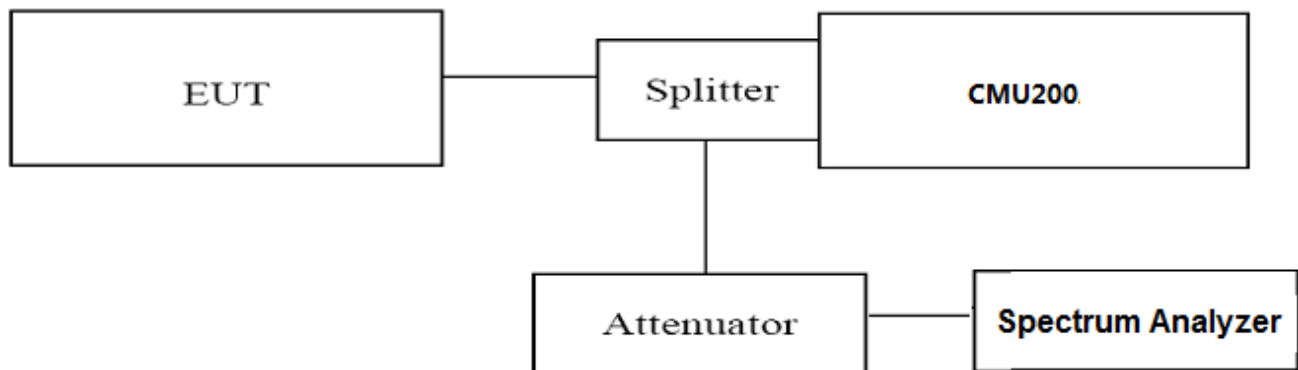 EUT
Splitter
CMU200
Attenuator
Spectrum Analyzer